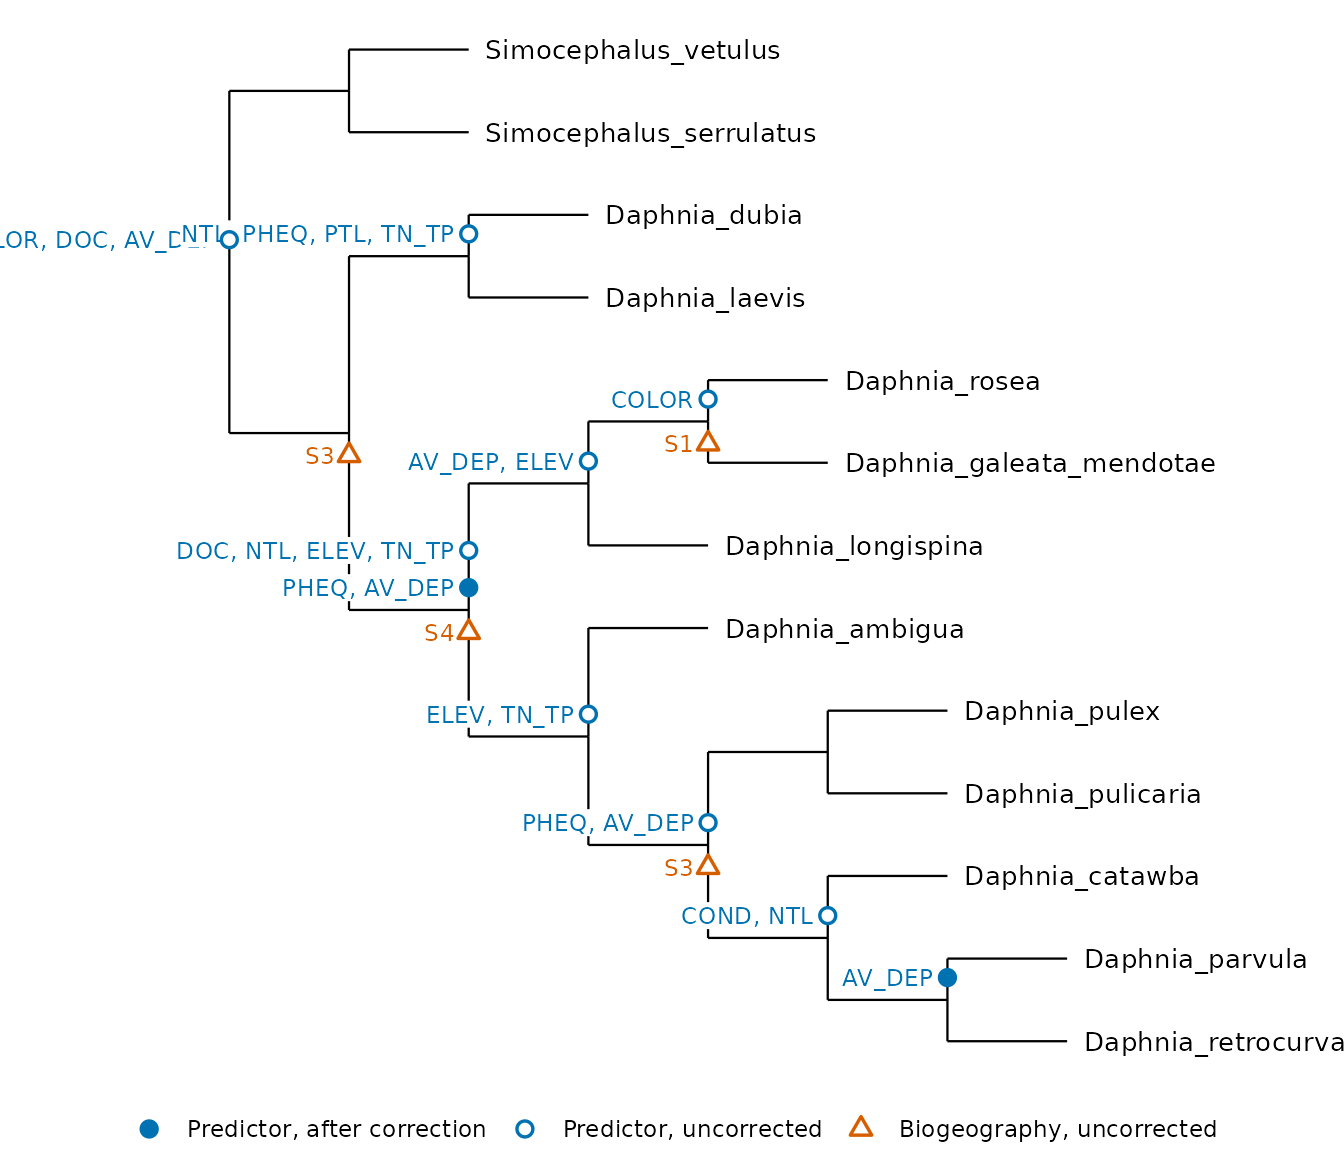 Simocephalus_vetulus
Simocephalus_serrulatus
Daphnia_dubia
DOC,
NTL, PHEQ, PTL, TN_TP
Daphnia_laevis
Daphnia_rosea
COLOR
S1
S3
AV_DEP, ELEV
Daphnia_galeata_mendotae
Daphnia_longispina
DOC, NTL, ELEV, TN_TP
PHEQ, AV_DEP
S4
Daphnia_ambigua
ELEV, TN_TP
Daphnia_pulex
Daphnia_pulicaria
PHEQ, AV_DEP
S3
Daphnia_catawba
COND, NTL
Daphnia_parvula
AV_DEP
Daphnia_retrocurva
Predictor, after correction
Predictor, uncorrected
Biogeography, uncorrected